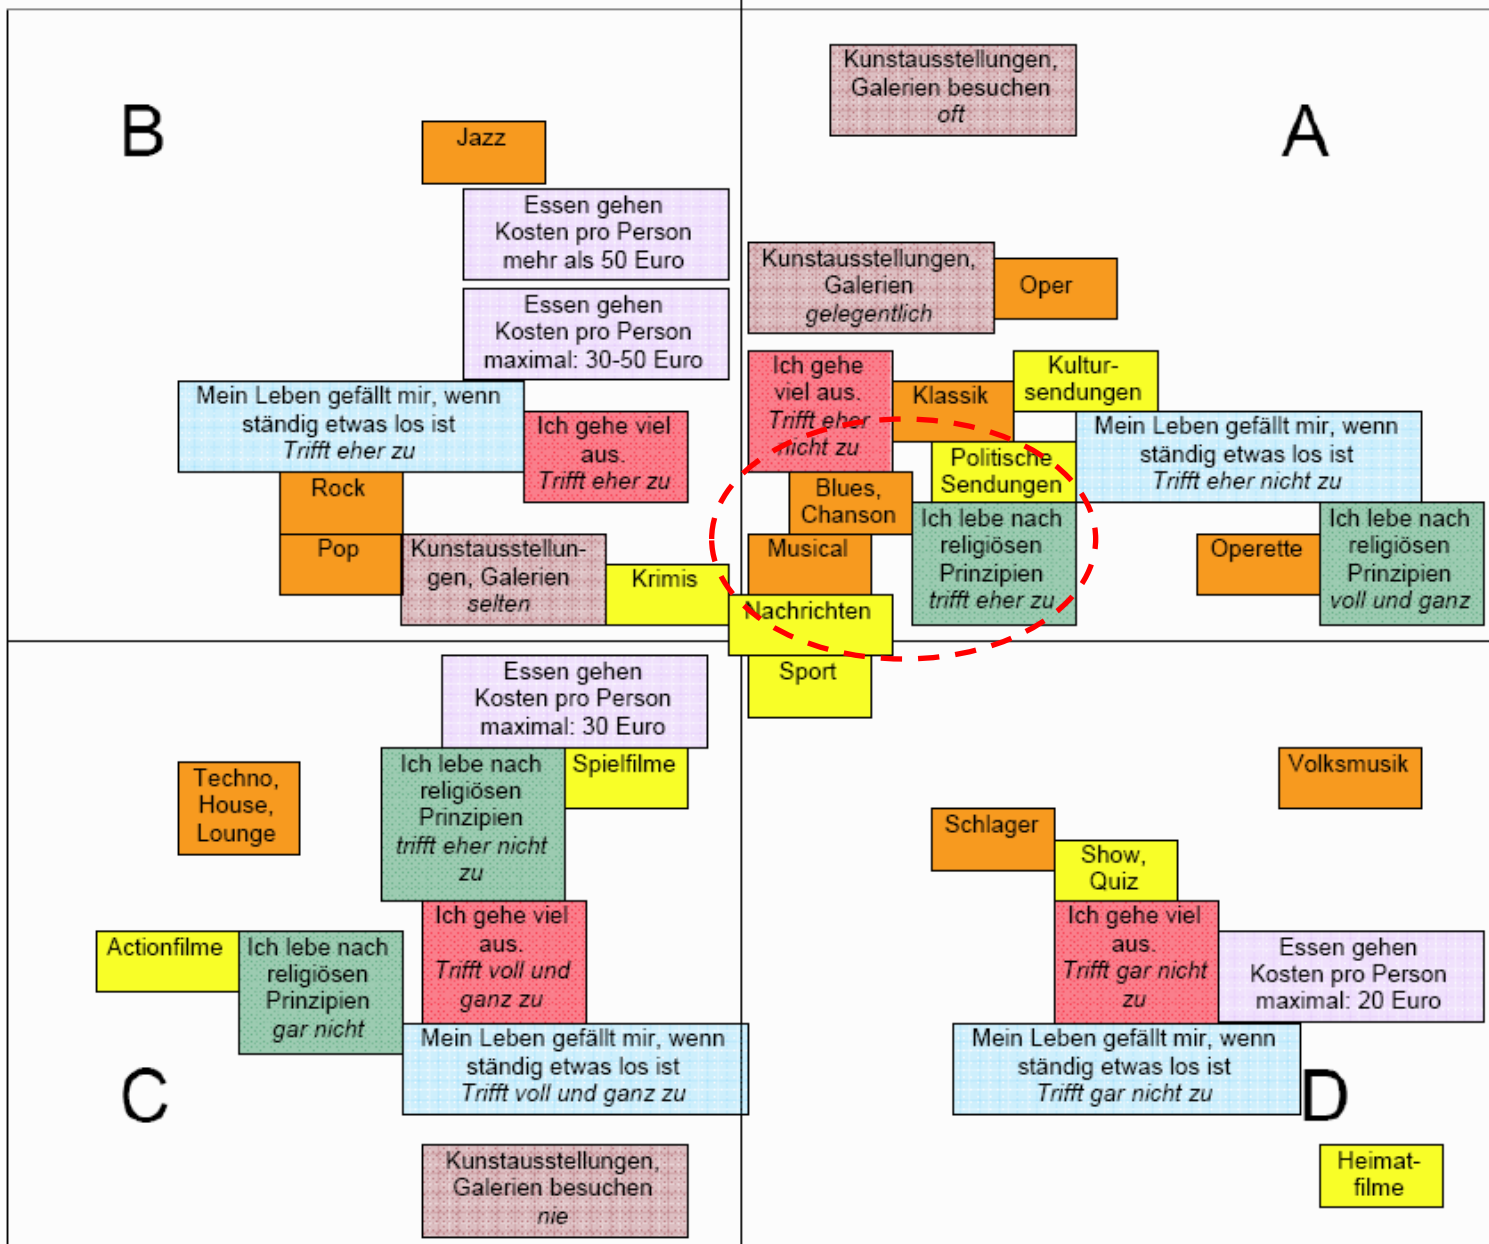 B
Jazz
Essen gehen
Kosten pro Person
mehr als 50 Euro
Essen gehen
Kosten pro Person
maximal: 30-50 Euro
Mein Leben gefällt mir, wenn
ständig etwas los ist
Trifft eher zu
Ich gehe viel
aus.
Trifft eher zu
Rock
Pop
Kunstausstellun-
gen, Galerien
selten
Krimis
Kunstausstellungen,
Galerien besuchen
oft
A
Kunstausstellungen,
Galerien
gelegentlich
Oper
Ich gehe
viel aus.
Trifft eher
nicht zu
Klassik
Kultur-
sendungen
Politische
Sendungen
Mein Leben gefällt mir, wenn
ständig etwas los ist
Trifft eher nicht zu
Blues,
Chanson
Musical
Ich lebe nach
religiösen
Prinzipien
trifft eher zu
Operette
Ich lebe nach
religiösen
Prinzipien
voll und ganz
Nachrichten
Sport
Essen gehen
Kosten pro Person
maximal: 30 Euro
Techno,
House,
Lounge
Ich lebe nach
religiösen
Prinzipien
trifft eher nicht
zu
Spielfilme
Actionfilme
Ich lebe nach
religiösen
Prinzipien
gar nicht
Ich gehe viel
aus.
Trifft voll und
ganz zu
Mein Leben gefällt mir, wenn
ständig etwas los ist
Trifft voll und ganz zu
C
Kunstausstellungen,
Galerien besuchen
nie
Volksmusik
Schlager
Show,
Quiz
Ich gehe viel
aus.
Trifft gar nicht
zu
Essen gehen
Kosten pro Person
maximal: 20 Euro
Mein Leben gefällt mir, wenn
ständig etwas los ist
Trifft gar nicht zu
D
Heimat-
filme